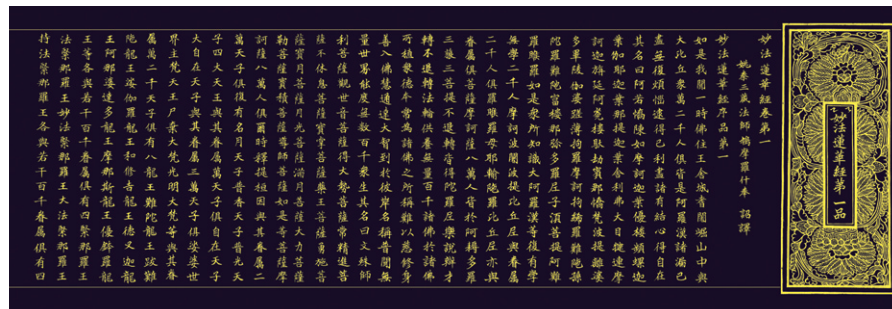 妙法蓮華經第一品
妙法蓮華經卷第一
姚秦三藏法師鳩摩羅什奉 詔譯
妙法蓮華經序品第一
如是我聞一時佛住王舍城耆闍崛山中與
大比丘眾萬二千人俱皆是阿羅漢諸漏已
盡無復煩惱逮得己利盡諸有結心得自在
其名曰阿若憍陳如摩訶迦葉優樓頻螺迦
葉伽耶迦葉那提迦葉舍利弗大目揵連摩
訶迦旃延阿㝹樓馱劫賓那憍梵波提離婆
多畢陵伽婆蹉薄拘羅摩訶拘絺羅難陀孫
陀羅難陀富樓那彌多羅尼子須菩提阿難
羅睺羅如是眾所知識大阿羅漢等復有學
無學二千人摩訶波闍波提比丘尼與眷屬
六千人俱羅睺羅母耶輸陀羅比丘尼亦與
眷屬俱菩薩摩訶薩八萬人皆於阿耨多羅
三藐三菩提不退轉皆得陀羅尼樂說辯才
轉不退轉法輪供養無量百千諸佛於諸佛
所植眾德本常為諸佛之所稱歎以慈修身
善入佛慧通達大智到於彼岸名稱普聞無
量世界能度無數百千眾生其名曰文殊師
利菩薩觀世音菩薩得大勢菩薩常精進菩
薩不休息菩薩寶掌菩薩藥王菩薩勇施菩
薩寶月菩薩月光菩薩滿月菩薩大力菩薩
勒菩薩寶積菩薩導師菩薩如是等菩薩摩
訶薩八萬人俱爾時釋提桓因與其眷屬二
萬天子俱復有名月天子普香天子寶光天
子四大天王與其眷屬萬天子俱自在天子
大自在天子與其眷屬三萬天子俱娑婆世
界主梵天王尸棄大梵光明大梵等與其眷
屬萬二千天子俱有八龍王難陀龍王跋難
陀龍王娑伽羅龍王和修吉龍王德叉迦龍
王阿那婆達多龍王摩那斯龍王優鉢羅龍
王等各與若干百千眷屬俱有四緊那羅王
法緊那羅王妙法緊那羅王大法緊那羅王
持法緊那羅王各與若干百千眷屬俱有四